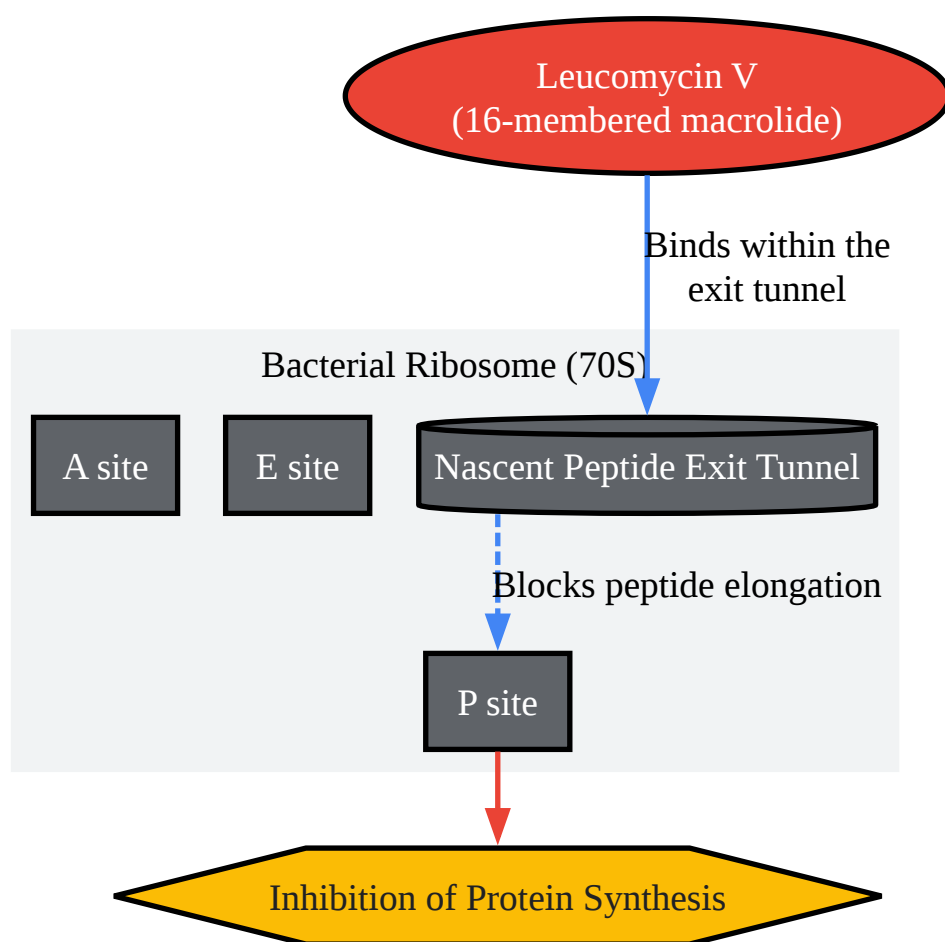 Leucomycin V
(16-membered macrolide)
Binds within the
exit tunnel
Bacterial Ribosome (70S)
A site
E site
Nascent Peptide Exit Tunnel
Blocks peptide elongation
P site
Inhibition of Protein Synthesis